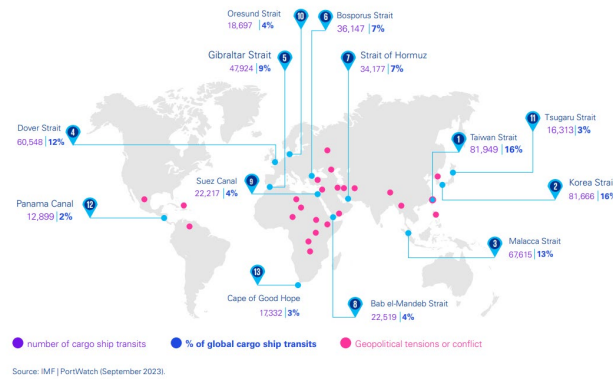 Oresund Strait
18,697 | 4%
10
6
Bosporus Strait
36,147 | 7%
Gibraltar Strait
47,924 | 9%
5
7
Strait of Hormuz
34,177 | 7%
Dover Strait
60,548 | 12%
4
11
Tsugaru Strait
16,313 | 3%
1
Taiwan Strait
81,949 | 16%
Suez Canal
22,217 | 4%
9
2
Korea Strait
81,666 | 16%
Panama Canal
12,899 | 2%
12
3
Malacca Strait
67,615 | 13%
13
Cape of Good Hope
17,332 | 3%
8
Bab el-Mandeb Strait
22,519 | 4%
number of cargo ship transits
% of global cargo ship transits
Geopolitical tensions or conflict
Source: IMF | PortWatch (September 2023).